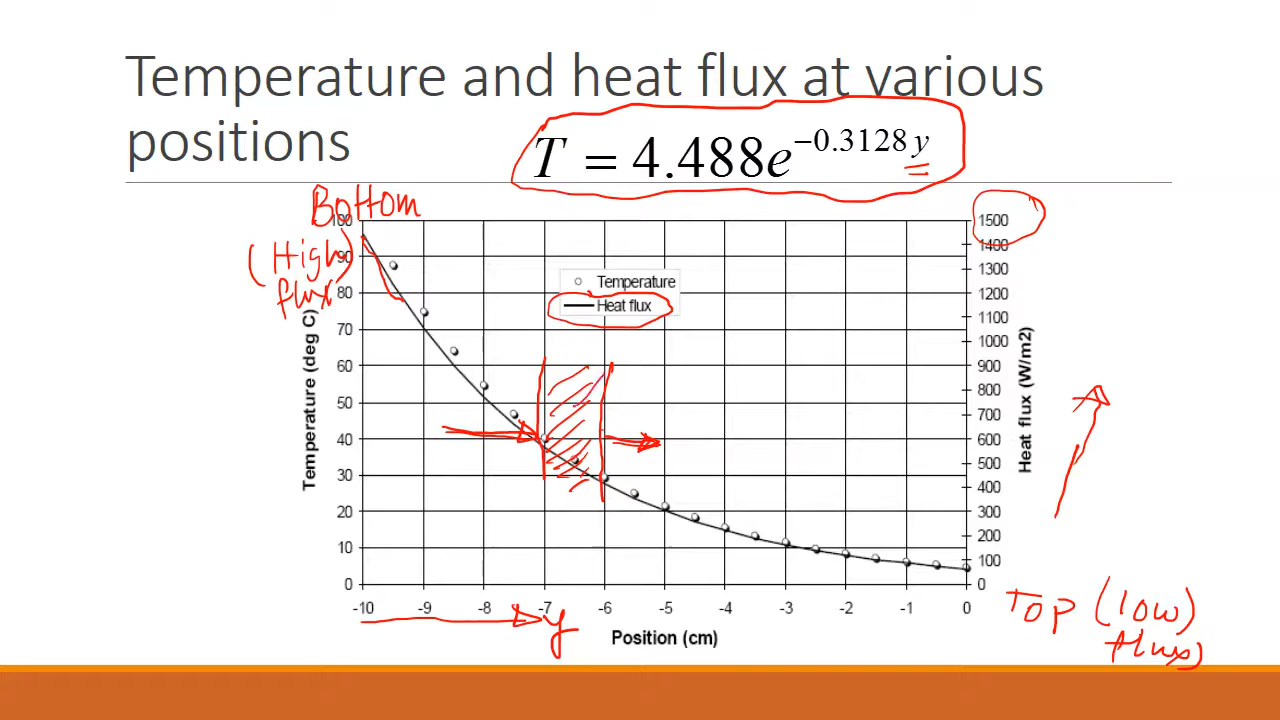 Temperature and heat flux at various
positions
T = 4.488e^{-0.3128y}
Bottom
(High)
flux
100
90
80
70
60
50
40
30
20
10
0
Temperature (deg C)
Temperature
Heat flux
1500
1400
1300
1200
1100
1000
900
800
700
600
500
400
300
200
100
0
Heat flux (W/m2)
-10 -9 -8 -7 -6 -5 -4 -3 -2 -1 0
y
Position (cm)
Top (low)
flux)